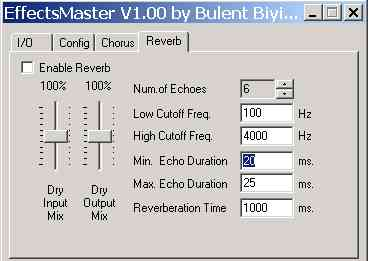 EffectsMaster V1.00 by Bulent Biyi...
I/O Config Chorus Reverb
Enable Reverb
100% 100%
Num.of Echoes 6
Low Cutoff Freq. 100 Hz
High Cutoff Freq. 4000 Hz
Min. Echo Duration 20 ms.
Max. Echo Duration 25 ms.
Reverberation Time 1000 ms.
Dry Input Mix
Dry Output Mix